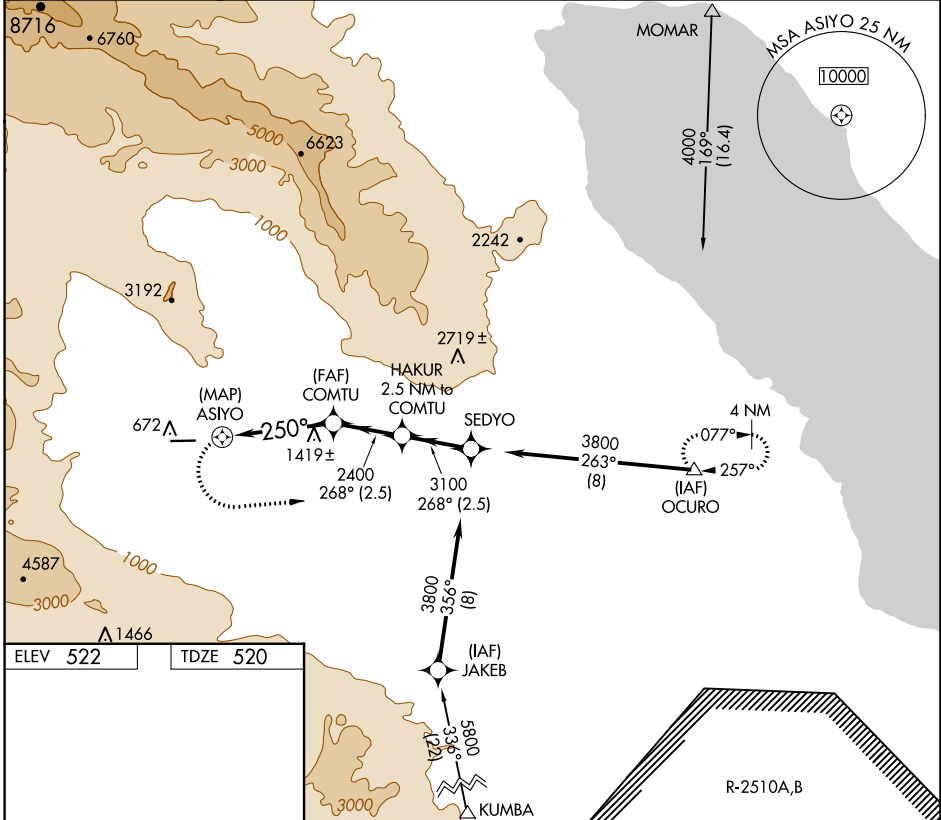 8716
6760
MOMAR
MSA ASIYO 25 NM
10000
5000
6623
3000
4000
169°
(16.4)
1000
2242
3192
2719 ±
HAKUR
2.5 NM to
COMTU
(FAF)
COMTU
(MAP)
ASIYO
SEDYO
4 NM
077°
672
250°
1419 ±
3800
263°
(8)
257°
2400
268° (2.5)
3100
268° (2.5)
(IAF)
OCURO
4587
1000
3000
3800
356°
(8)
1466
(IAF)
JAKEB
ELEV 522
TDZE 520
5800
336°
(22)
R-2510A,B
3000
KUMBA